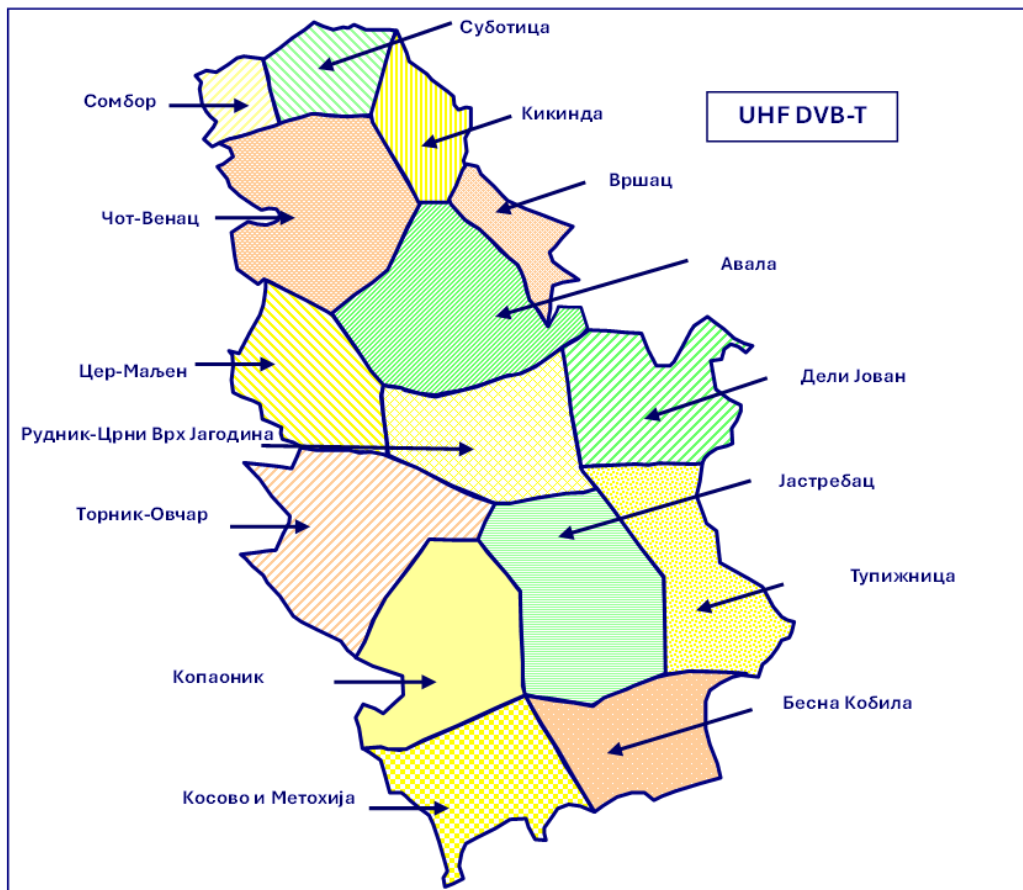 Суботица
Сомбор
Кикинда
UHF DVB-T
Вршац
Чот-Венац
Авала
Цер-Маљен
Дели Јован
Рудник-Црни Врх Јагодина
Јастребац
Торник-Овчар
Тупижница
Копаоник
Бесна Кобила
Косово и Метохија